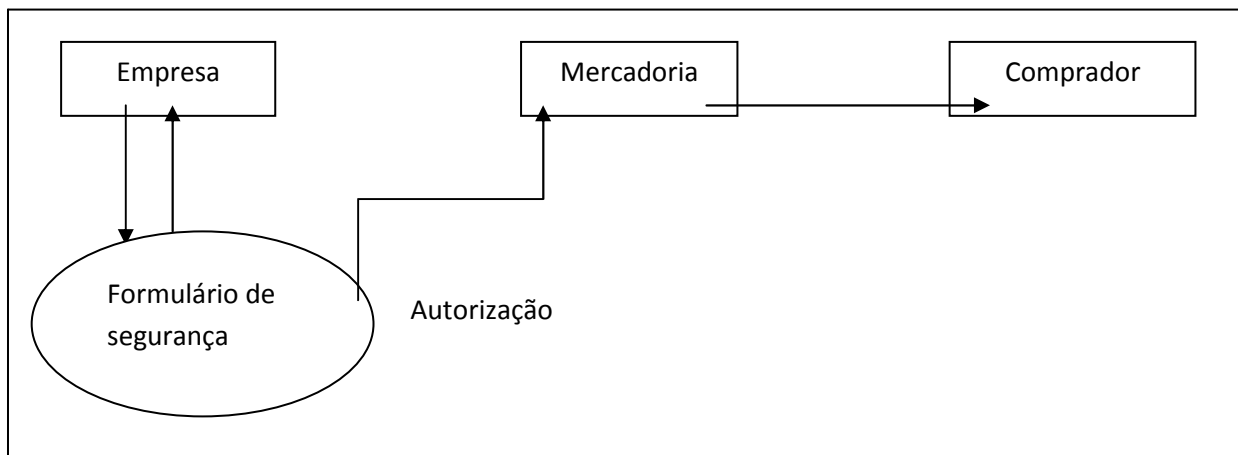 Empresa
Mercadoria
Comprador
Formulário de
segurança
Autorização